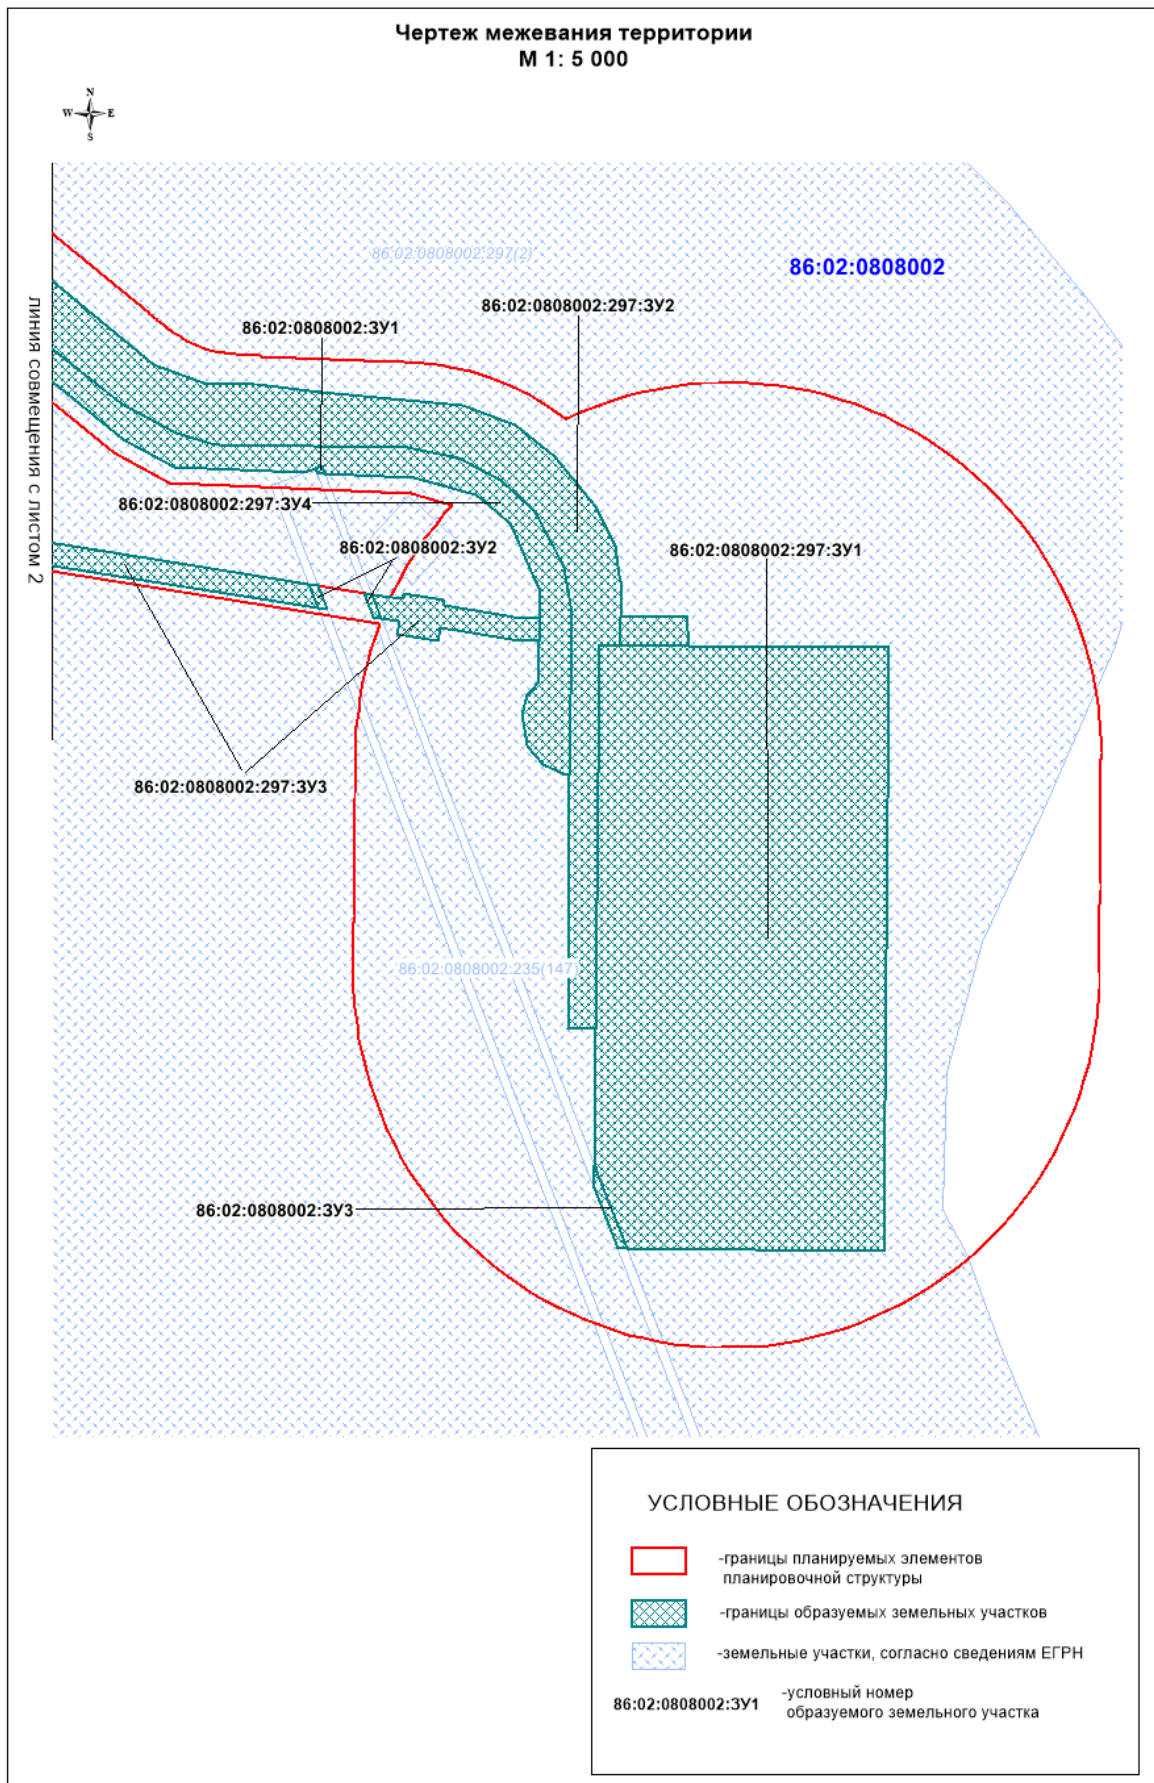 Чертеж межевания территории
М 1: 5 000
N
W E
S
86:02:0808002:297(2)
86:02:0808002
86:02:0808002:297:ЗУ2
86:02:0808002:ЗУ1
линия совмещения с листом 2
86:02:0808002:297:ЗУ4
86:02:0808002:ЗУ2
86:02:0808002:297:ЗУ1
86:02:0808002:297:ЗУ3
86:02:0808002:235(147)
86:02:0808002:ЗУ3
УСЛОВНЫЕ ОБОЗНАЧЕНИЯ
-границы планируемых элементов
планировочной структуры
-границы образуемых земельных участков
-земельные участки, согласно сведениям ЕГРН
86:02:0808002:ЗУ1
-условный номер
образуемого земельного участка